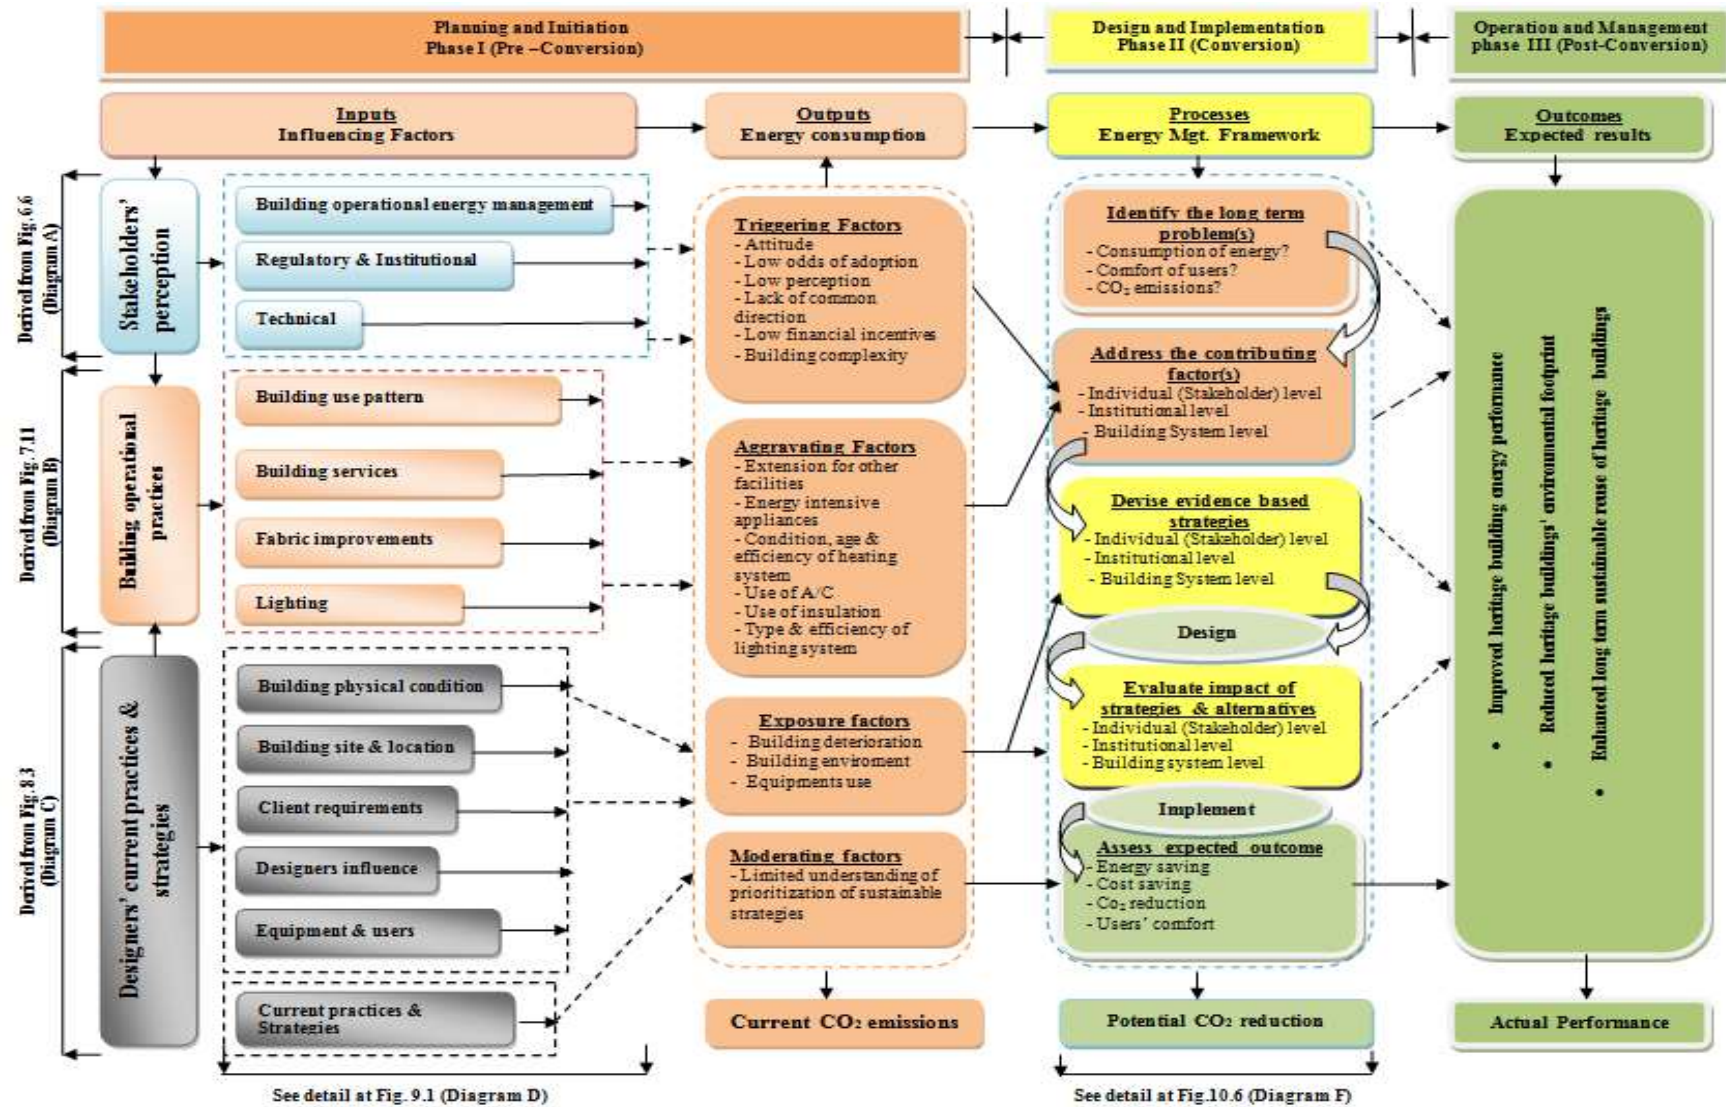 Planning and Initiation
Phase I (Pre –Conversion)
Design and Implementation
Phase II (Conversion)
Operation and Management
phase III (Post-Conversion)
Inputs
Influencing Factors
Outputs
Energy consumption
Processes
Energy Mgt. Framework
Outcomes
Expected results
Derived from Fig. 6.6
(Diagram A)
Stakeholders'
perception
Building operational energy management
Regulatory & Institutional
Technical
Derived from Fig. 7.11
(Diagram B)
Building operational
practices
Building use pattern
Building services
Fabric improvements
Lighting
Derived from Fig. 8.3
(Diagram C)
Designers' current practices &
strategies
Building physical condition
Building site & location
Client requirements
Designers influence
Equipment & users
Current practices &
Strategies
See detail at Fig. 9.1 (Diagram D)
Triggering Factors
- Attitude
- Low odds of adoption
- Low perception
- Lack of common
direction
- Low financial incentives
- Building complexity
Aggravating Factors
- Extension for other
facilities
- Energy intensive
appliances
- Condition, age &
efficiency of heating
system
- Use of A/C
- Use of insulation
- Type & efficiency of
lighting system
Exposure factors
- Building deterioration
- Building enviroment
- Equipments use
Moderating factors
- Limited understanding of
prioritization of sustainable
strategies
Current CO₂ emissions
Identify the long term
problem(s)
- Consumption of energy?
- Comfort of users?
- CO₂ emissions?
Address the contributing
factor(s)
- Individual (Stakeholder) level
- Institutional level
- Building System level
Devise evidence based
strategies
- Individual (Stakeholder) level
- Institutional level
- Building System level
Design
Evaluate impact of
strategies & alternatives
- Individual (Stakeholder) level
- Institutional level
- Building system level
Implement
Assess expected outcome
- Energy saving
- Cost saving
- Co₂ reduction
- Users' comfort
Potential CO₂ reduction
See detail at Fig.10.6 (Diagram F)
• Improved heritage building energy performance
• Reduced heritage buildings' environmental footprint
• Enhanced long term sustainable reuse of heritage buildings
Actual Performance